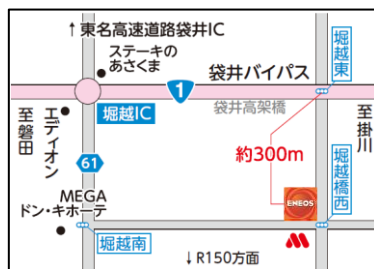 ↑東名高速道路袋井IC
ステーキの
あさくま
袋井バイパス
堀越東
1
袋井高架橋
至磐田
エディオン
堀越IC
至掛川
61
約300m
堀越橋西
MEGA
ドン・キホーテ
ENEOS
堀越南
↓R150方面